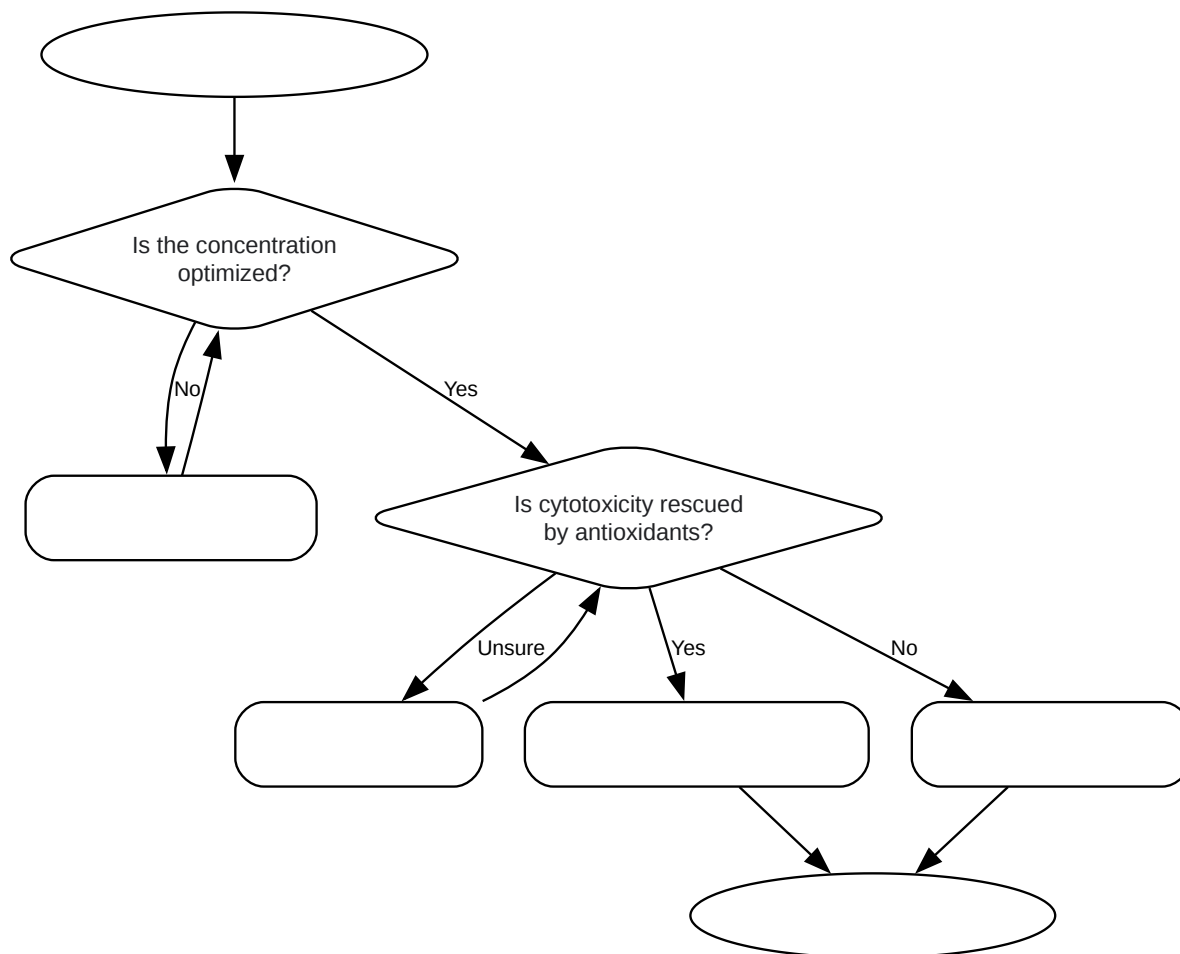 Is the concentration
optimized?
No
Yes
Is cytotoxicity rescued
by antioxidants?
Unsure
Yes
No